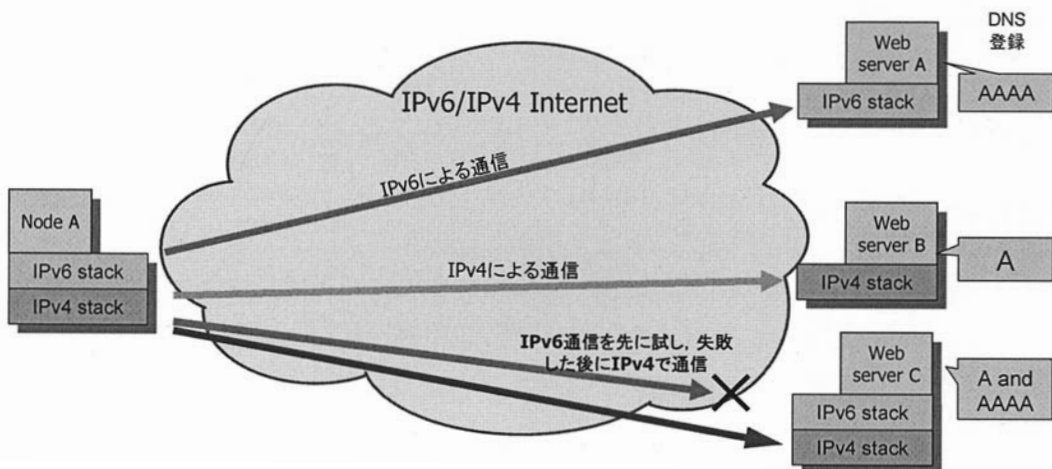 DNS
登録
Web
server A
IPv6 stack
AAAA
IPv6/IPv4 Internet
IPv6による通信
Node A
IPv6 stack
IPv4 stack
Web
server B
IPv4 stack
A
IPv4による通信
IPv6通信を先に試し，失敗
した後にIPv4で通信
Web
server C
IPv6 stack
IPv4 stack
A and
AAAA